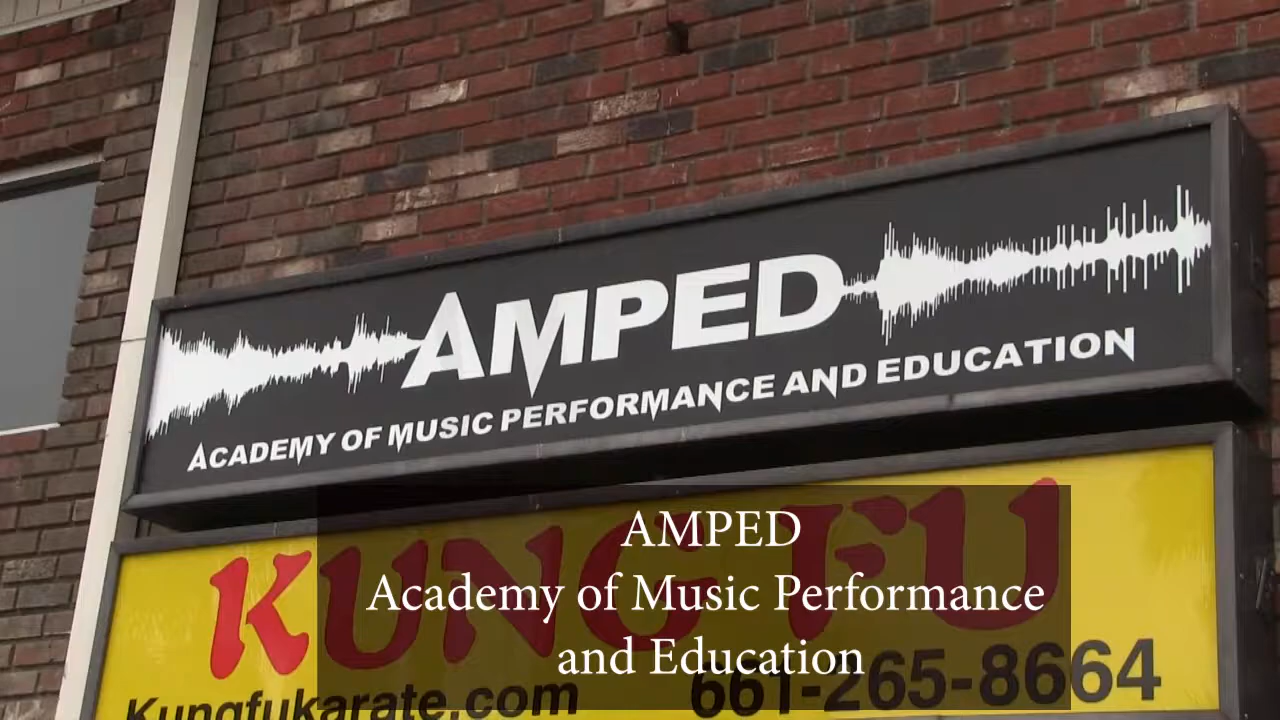 AMPED
ACADEMY OF MUSIC PERFORMANCE AND EDUCATION
KUNG FU
Kungfukarate.com 661-265-8664
AMPED
Academy of Music Performance
and Education